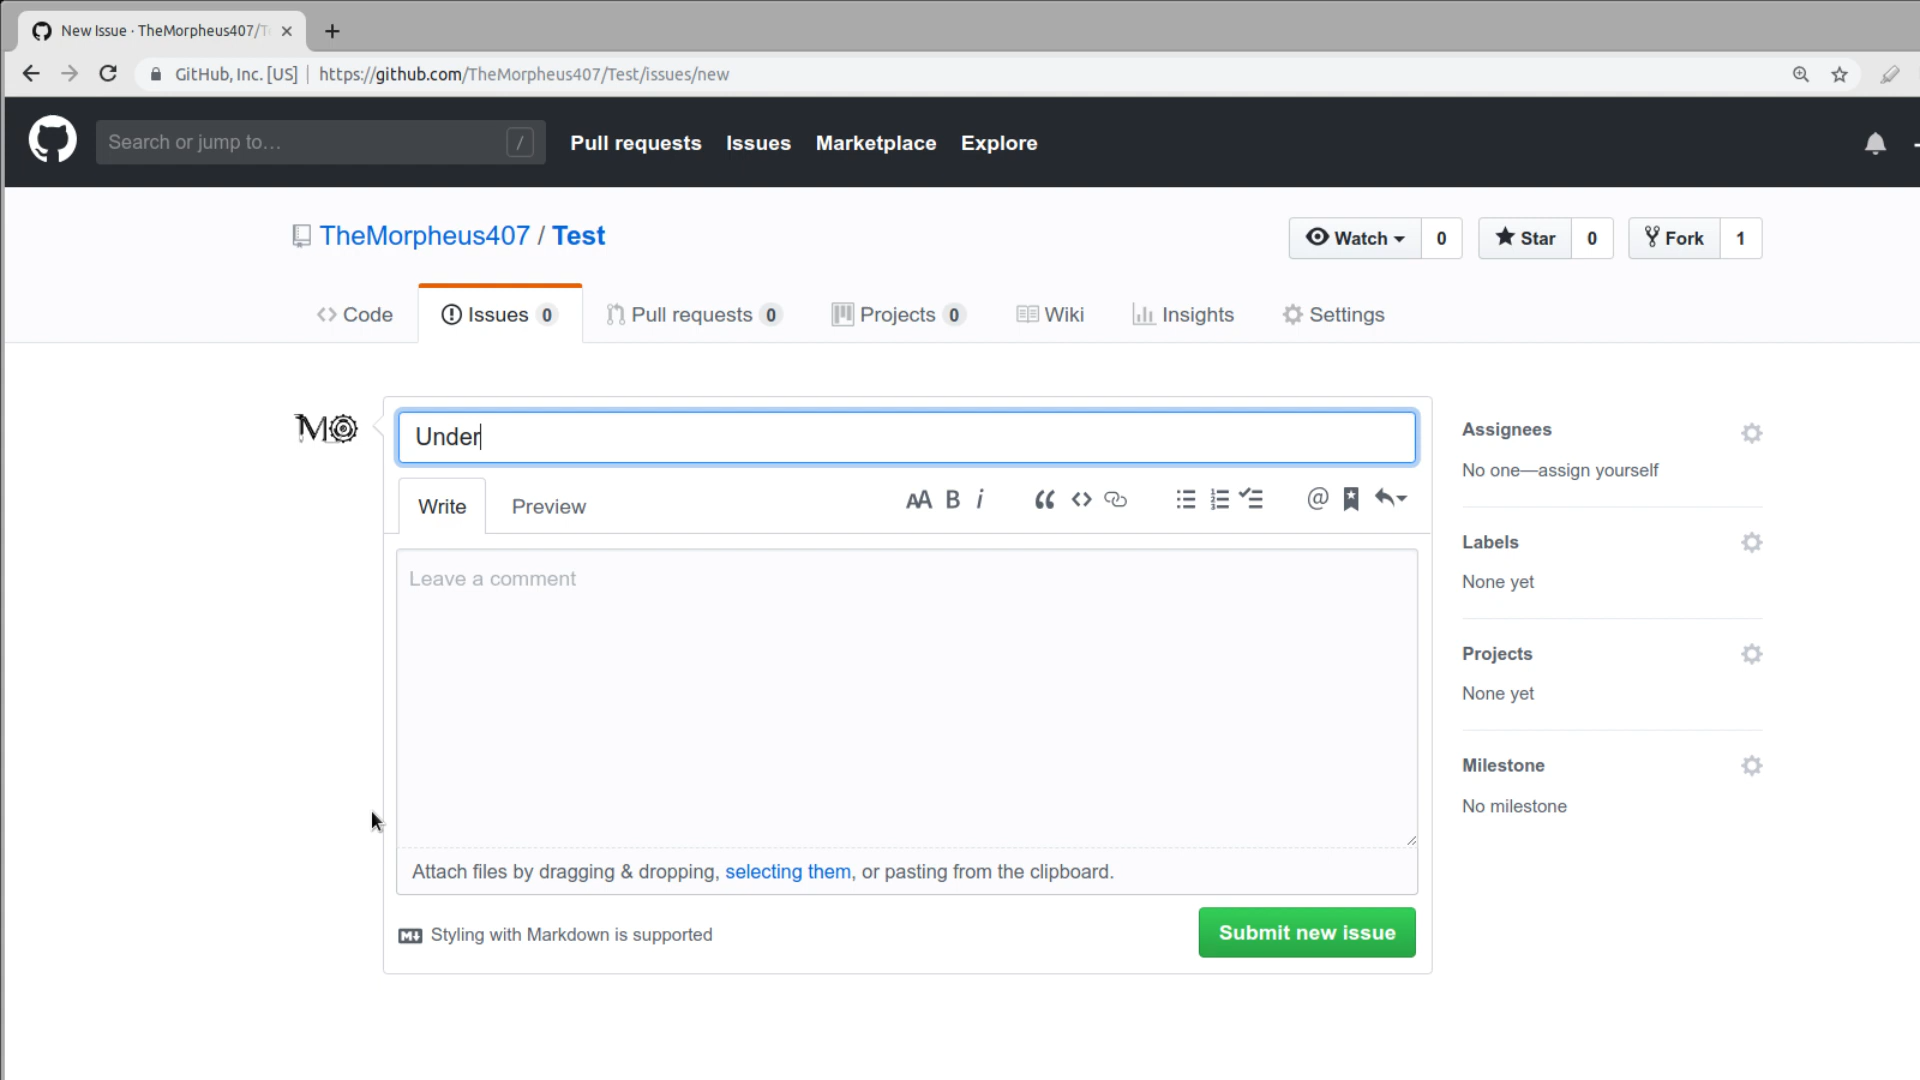 New Issue · TheMorpheus407/T
GitHub, Inc. [US] | https://github.com/TheMorpheus407/Test/issues/new
Search or jump to… /
Pull requests Issues Marketplace Explore
TheMorpheus407 / Test
Watch 0 Star 0 Fork 1
Code Issues 0 Pull requests 0 Projects 0 Wiki Insights Settings
MO
Under
Write Preview
AA B i
Leave a comment
Attach files by dragging & dropping, selecting them, or pasting from the clipboard.
Styling with Markdown is supported
Submit new issue
Assignees
No one—assign yourself
Labels
None yet
Projects
None yet
Milestone
No milestone